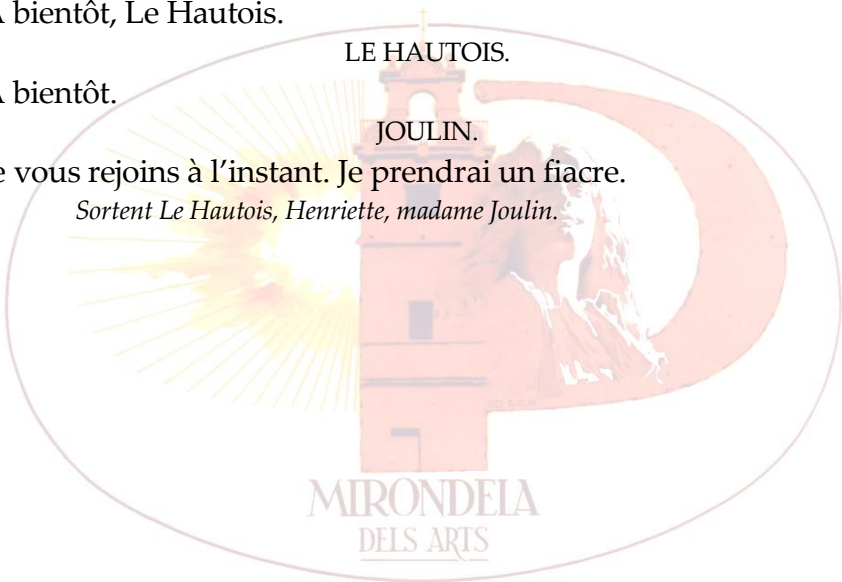 bientôt, Le Hautois.
LE HAUTOIS.
bientôt.
JOULIN.
vous rejoins à l’instant. Je prendrai un fiacre.
Sortent Le Hautois, Henriette, madame Joulin.
MIRONDELA
DELS ARTS